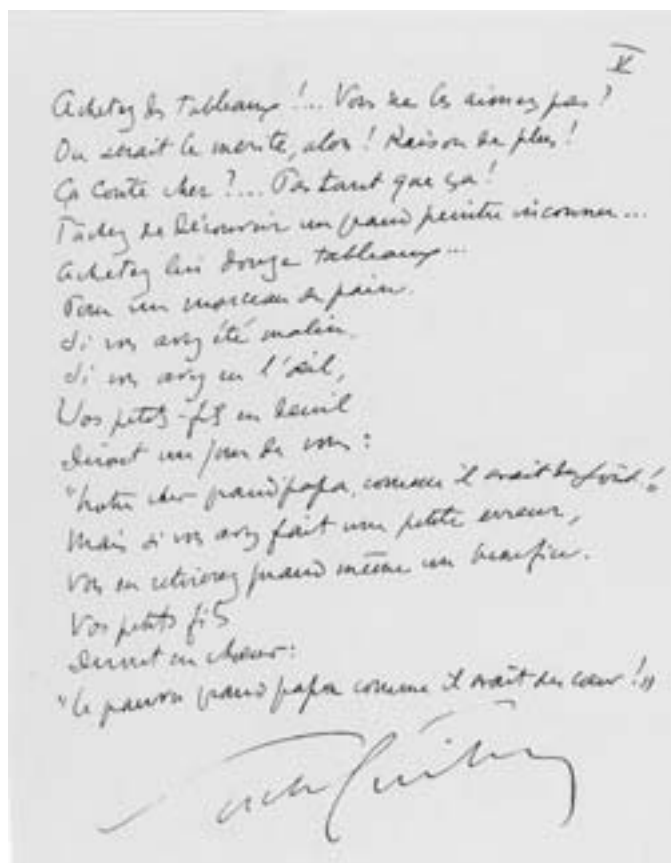 V
Achetez des tableaux !... Vous ne les aimez pas ?
Où serait le mérite, alors ! Raison de plus !
Ça coûte cher ?... Pas tant que ça !
Tâchez de découvrir un grand peintre inconnu...
Achetez lui douze tableaux...
Pour un morceau de pain.
Si vous avez été malin,
Si vous avez eu l'œil,
Vos petits-fils en deuil
diront un jour de vous :
"notre cher grand papa, comme il avait du goût !"
Mais si vous avez fait une petite erreur,
vous en retirerez quand même un bénéfice.
Vos petits fils
diront en chœur :
"le pauvre grand papa comme il avait du cœur !"
Sacha Guitry